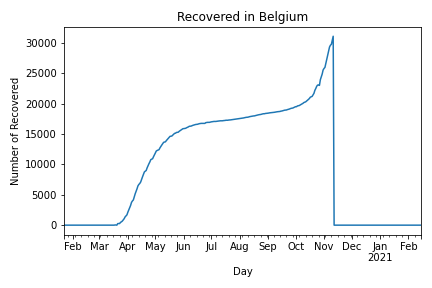 Recovered in Belgium
Number of Recovered
30000
25000
20000
15000
10000
5000
0
Feb Mar Apr May Jun Jul Aug Sep Oct Nov Dec Jan Feb
2021
Day